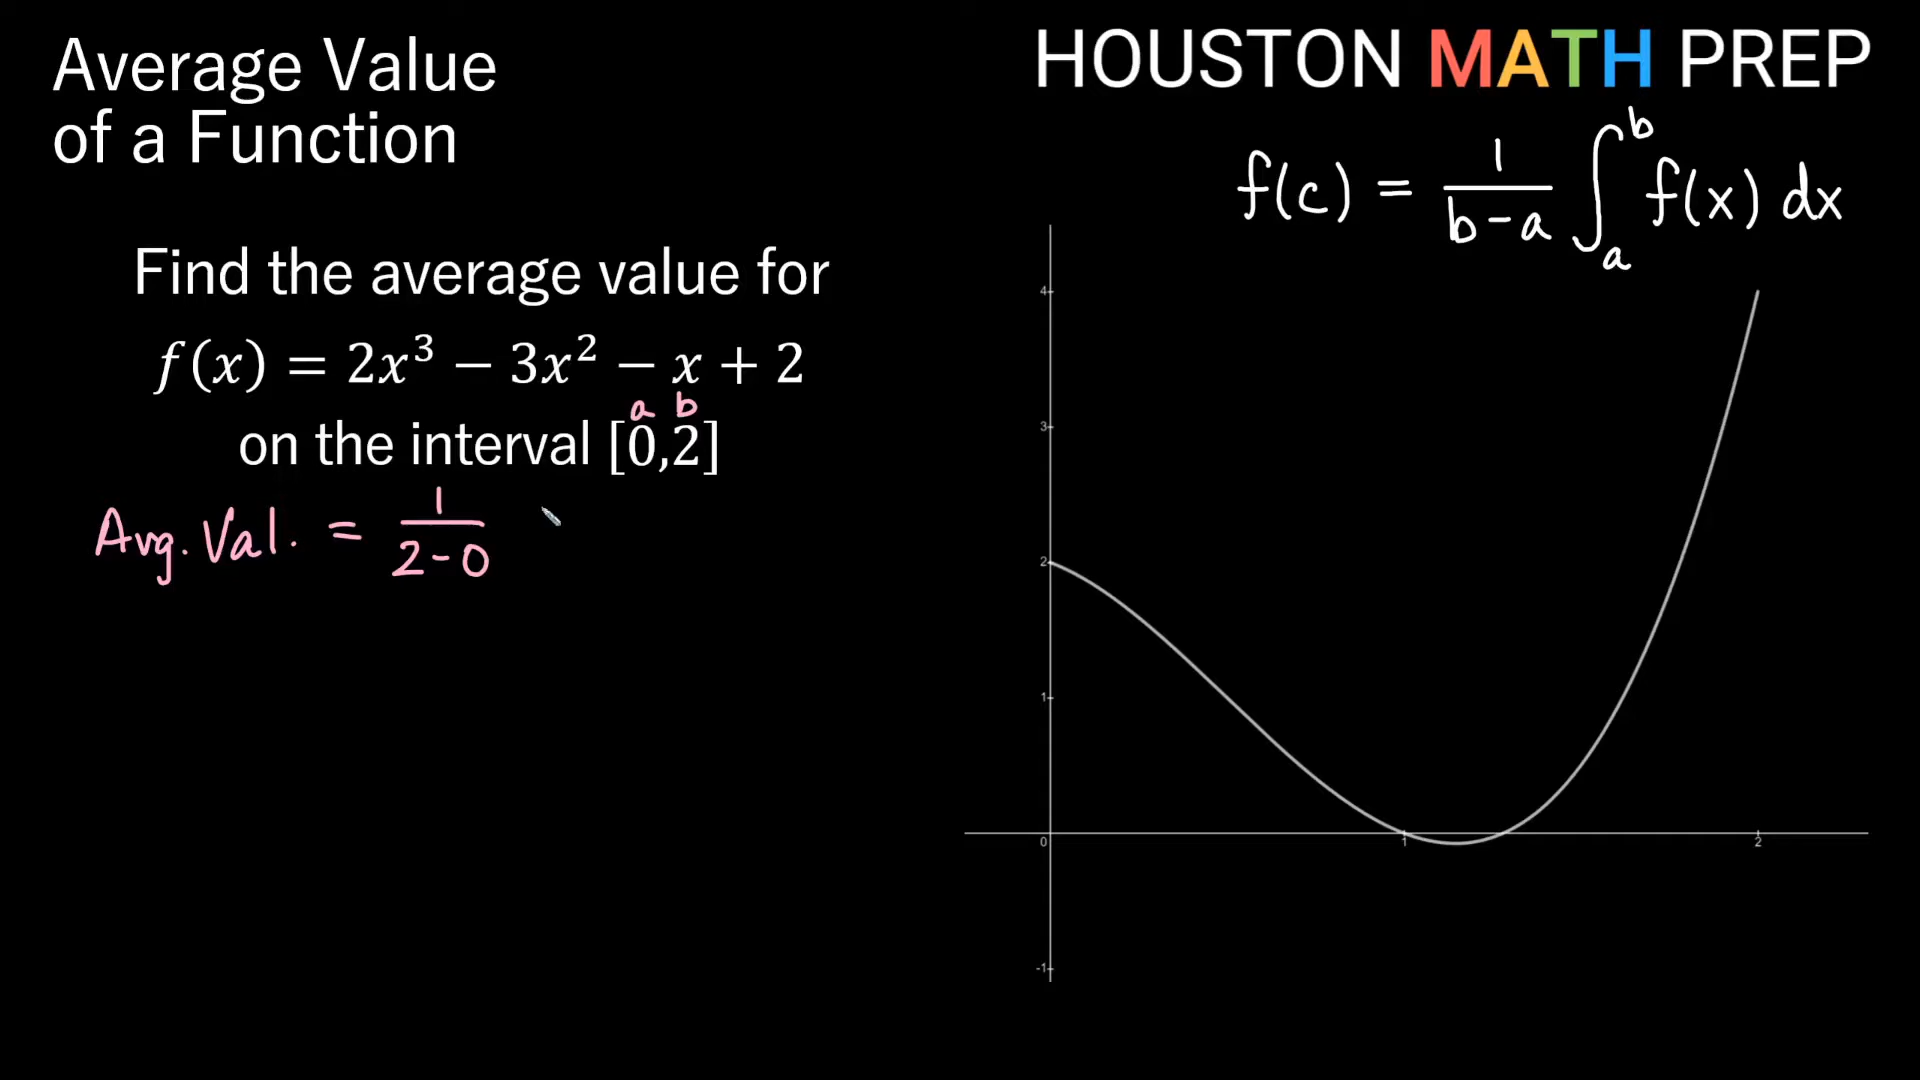 Average Value
of a Function
HOUSTON MATH PREP
f(c) = 1/(b-a) ∫_a^b f(x) dx
Find the average value for
f(x) = 2x³ − 3x² − x + 2
a b
on the interval [0,2]
Avg. Val. = 1/(2-0)
4
3
2
1
0
1
2
-1